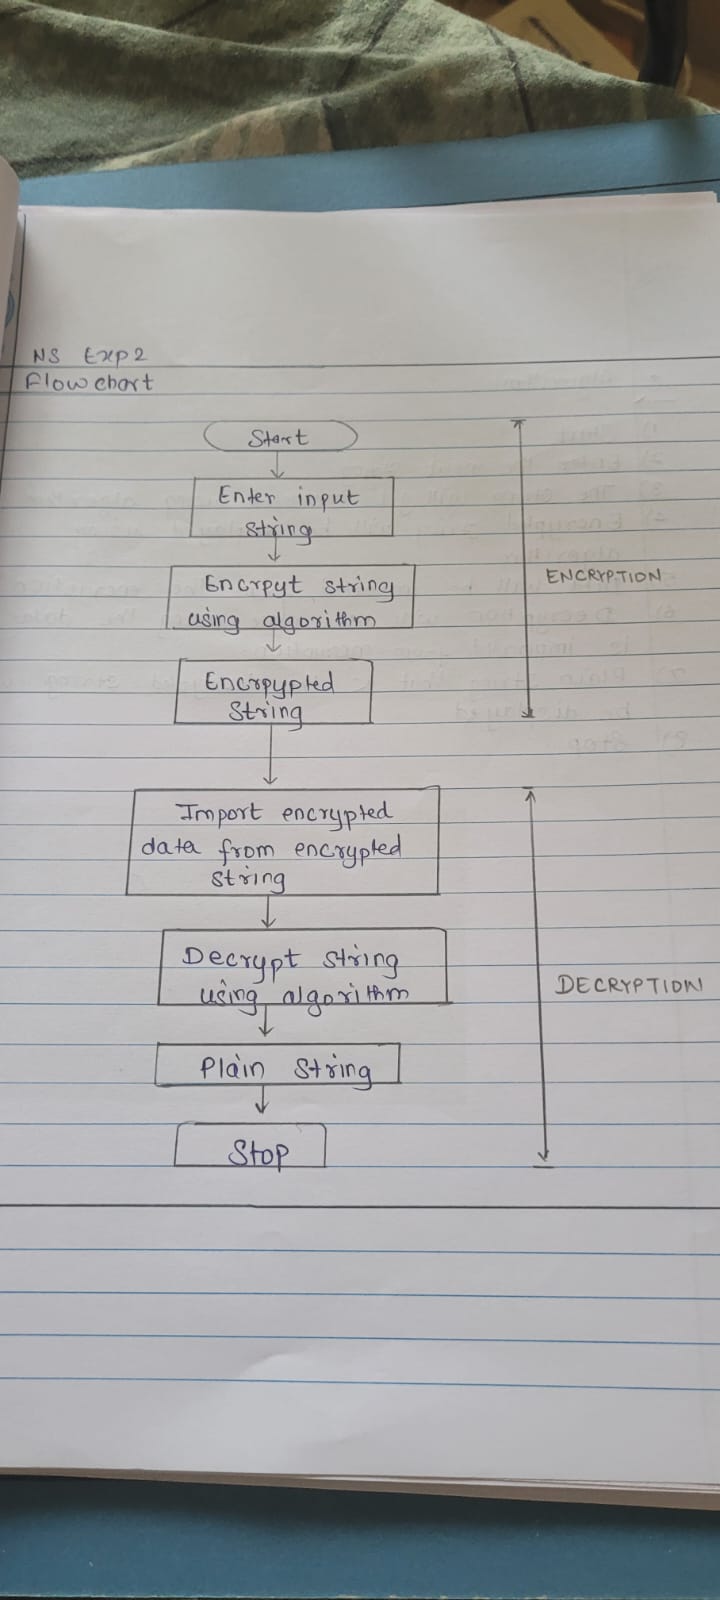 NS Exp 2
Flow chart
Start
Enter input
string
Encrpyt string
using algorithm
ENCRYPTION
Encrpypted
String
Import encrypted
data from encrypted
string
Decrypt string
using algorithm
DECRYPTION
Plain String
Stop